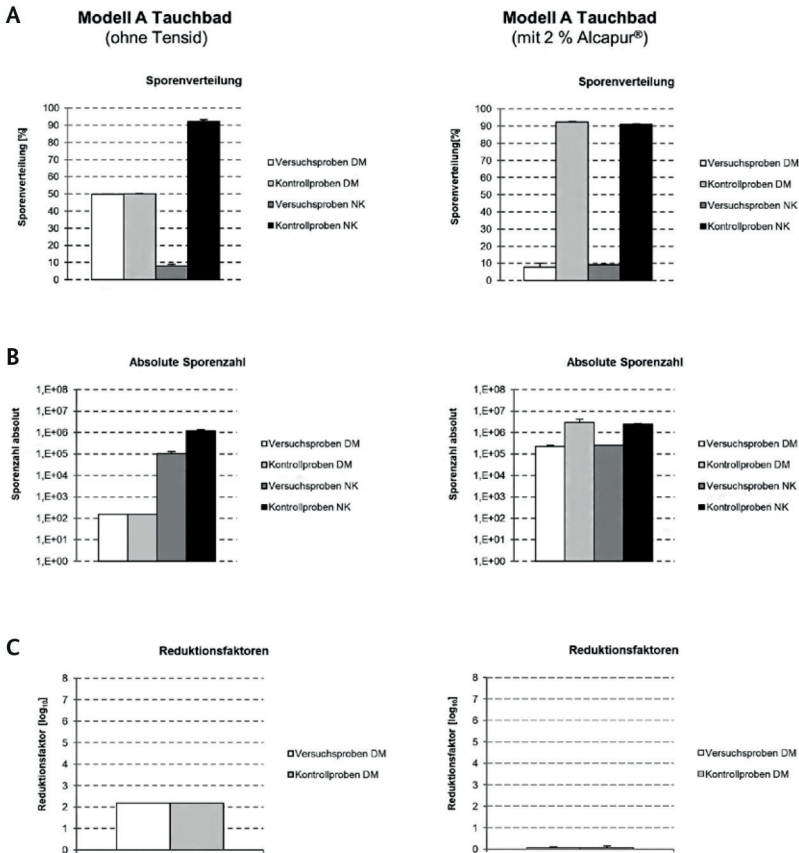 A
Modell A Tauchbad
(ohne Tensid)
Sporenverteilung
Sporenverteilung [%]
100
90
80
70
60
50
40
30
20
10
0
Versuchsproben DM
Kontrollproben DM
Versuchsproben NK
Kontrollproben NK
Modell A Tauchbad
(mit 2 % Alcapur®)
Sporenverteilung
Sporenverteilung[%]
100
90
80
70
60
50
40
30
20
10
0
Versuchsproben DM
Kontrollproben DM
Versuchsproben NK
Kontrollproben NK
B
Absolute Sporenzahl
Sporenzahl absolut
1,E+08
1,E+07
1,E+06
1,E+05
1,E+04
1,E+03
1,E+02
1,E+01
1,E+00
Versuchsproben DM
Kontrollproben DM
Versuchsproben NK
Kontrollproben NK
Absolute Sporenzahl
Sporenzahl absolut
1,E+08
1,E+07
1,E+06
1,E+05
1,E+04
1,E+03
1,E+02
1,E+01
1,E+00
Versuchsproben DM
Kontrollproben DM
Versuchsproben NK
Kontrollproben NK
C
Reduktionsfaktoren
Reduktionsfaktor [log₁₀]
8
7
6
5
4
3
2
1
0
Versuchsproben DM
Kontrollproben DM
Reduktionsfaktoren
Reduktionsfaktor [log₁₀]
8
7
6
5
4
3
2
1
0
Versuchsproben DM
Kontrollproben DM